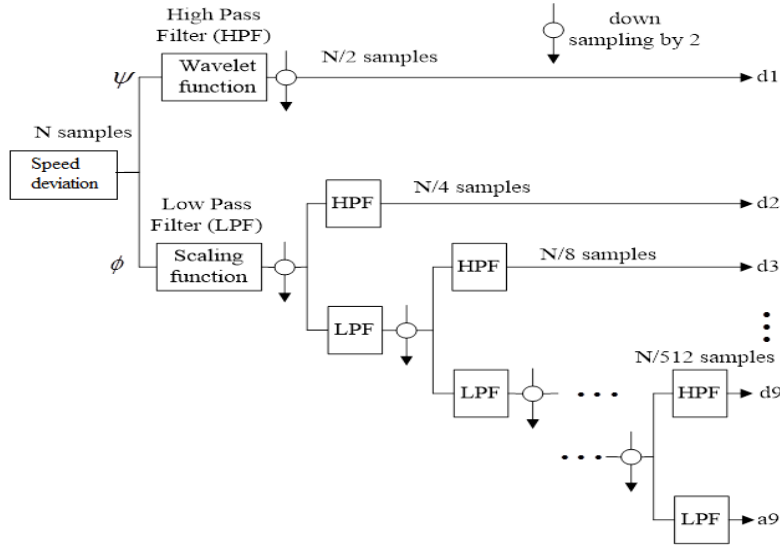 High Pass
Filter (HPF)
down
sampling by 2
ψ
Wavelet
function
N/2 samples
d1
N samples
Speed
deviation
Low Pass
Filter (LPF)
HPF
N/4 samples
d2
ϕ
Scaling
function
HPF
N/8 samples
d3
LPF
N/512 samples
LPF
HPF
d9
LPF
a9